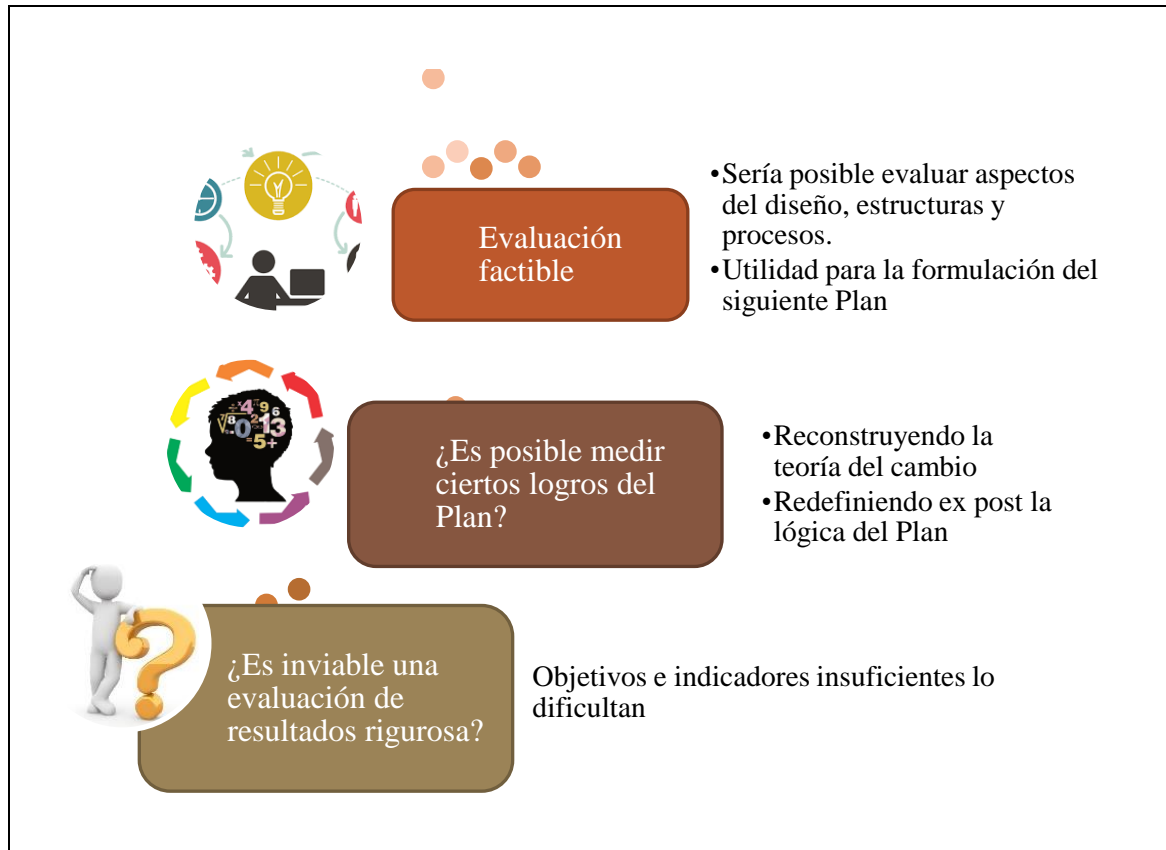 Evaluación
factible
•Sería posible evaluar aspectos
del diseño, estructuras y
procesos.
•Utilidad para la formulación del
siguiente Plan
¿Es posible medir
ciertos logros del
Plan?
•Reconstruyendo la
teoría del cambio
•Redefiniendo ex post la
lógica del Plan
¿Es inviable una
evaluación de
resultados rigurosa?
Objetivos e indicadores insuficientes lo
dificultan